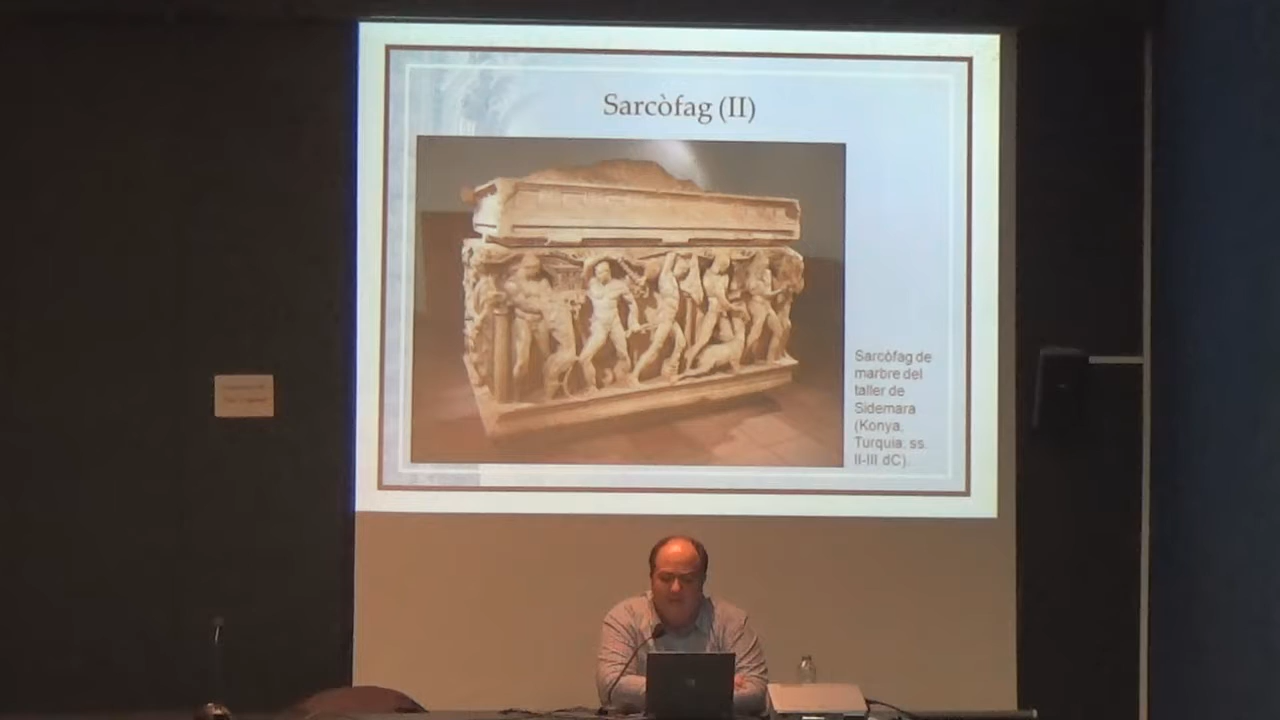 Sarcòfag (II)
Sarcòfag de
marbre del
taller de
Sidemara
(Konya,
Turquia: ss.
II-III dC).